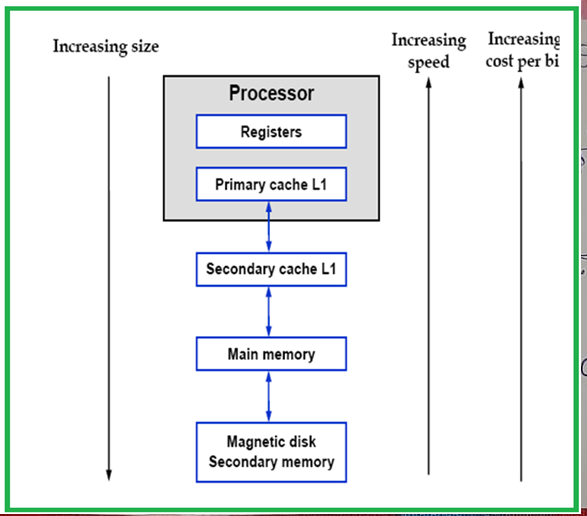 Increasing size
Increasing
speed
Increasing
cost per bi
Processor
Registers
Primary cache L1
Secondary cache L1
Main memory
Magnetic disk
Secondary memory